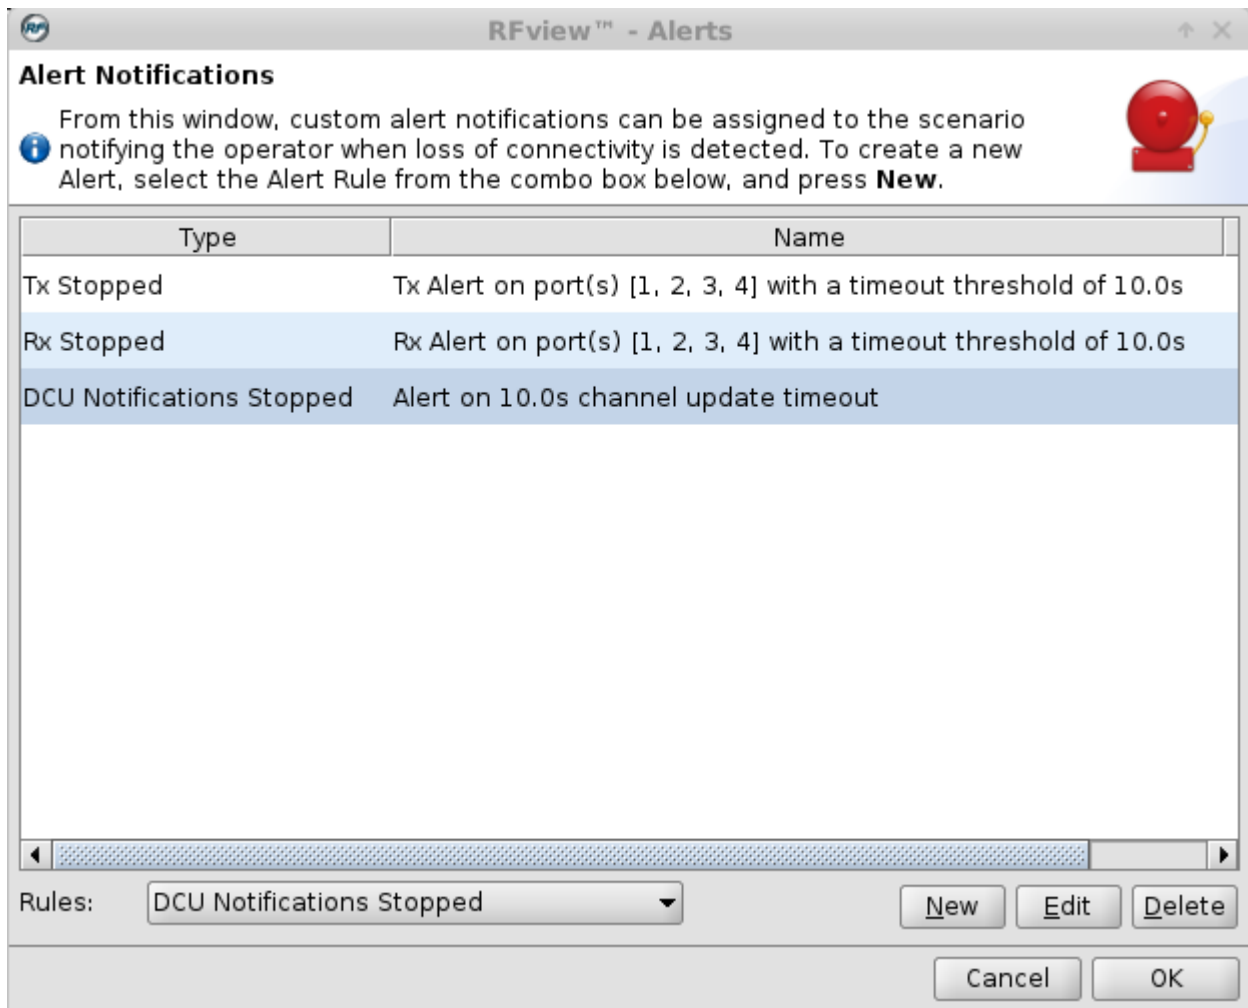 RFview™ - Alerts
Alert Notifications
From this window, custom alert notifications can be assigned to the scenario
notifying the operator when loss of connectivity is detected. To create a new
Alert, select the Alert Rule from the combo box below, and press New.
Type Name
Tx Stopped Tx Alert on port(s) [1, 2, 3, 4] with a timeout threshold of 10.0s
Rx Stopped Rx Alert on port(s) [1, 2, 3, 4] with a timeout threshold of 10.0s
DCU Notifications Stopped Alert on 10.0s channel update timeout
Rules: DCU Notifications Stopped New Edit Delete
Cancel OK